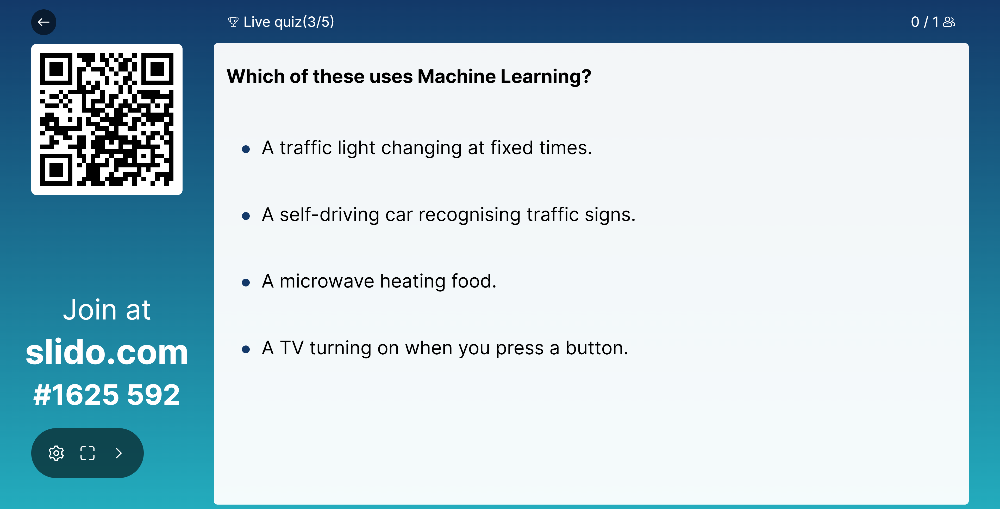 Live quiz(3/5)
0 / 1
Which of these uses Machine Learning?
A traffic light changing at fixed times.
A self-driving car recognising traffic signs.
A microwave heating food.
A TV turning on when you press a button.
Join at
slido.com
#1625 592